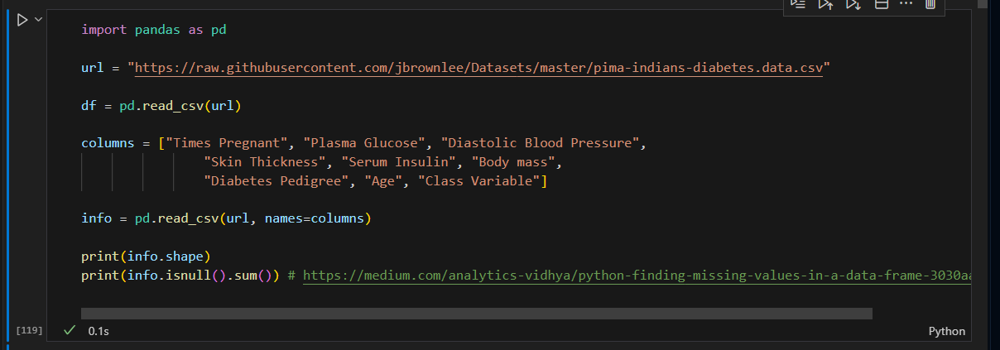 import pandas as pd
url = "https://raw.githubusercontent.com/jbrownlee/Datasets/master/pima-indians-diabetes.data.csv"
df = pd.read_csv(url)
columns = ["Times Pregnant", "Plasma Glucose", "Diastolic Blood Pressure",
"Skin Thickness", "Serum Insulin", "Body mass",
"Diabetes Pedigree", "Age", "Class Variable"]
info = pd.read_csv(url, names=columns)
print(info.shape)
print(info.isnull().sum()) # https://medium.com/analytics-vidhya/python-finding-missing-values-in-a-data-frame-3030aa
[119] 0.1s Python